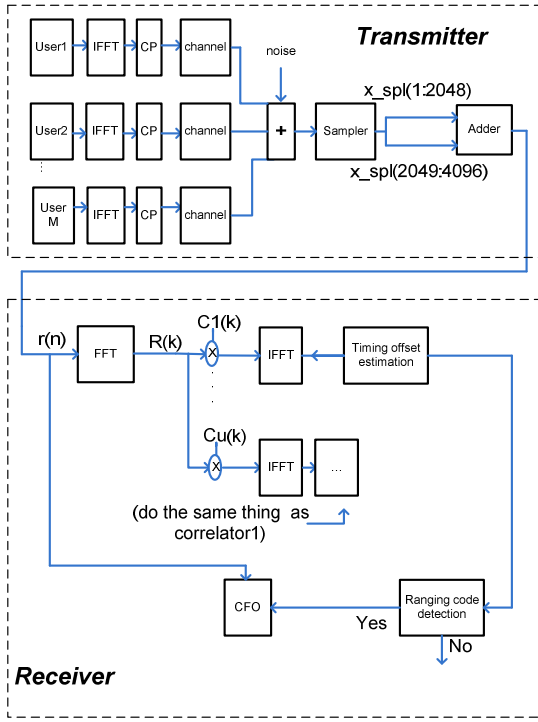 Transmitter
noise
User1
IFFT
CP
channel
x_spl(1:2048)
User2
IFFT
CP
channel
+
Sampler
Adder
x_spl(2049:4096)
User
M
IFFT
CP
channel
C1(k)
r(n)
FFT
R(k)
X
IFFT
Timing offset
estimation
Cu(k)
X
IFFT
...
(do the same thing as
correlator1)
CFO
Yes
Ranging code
detection
No
Receiver